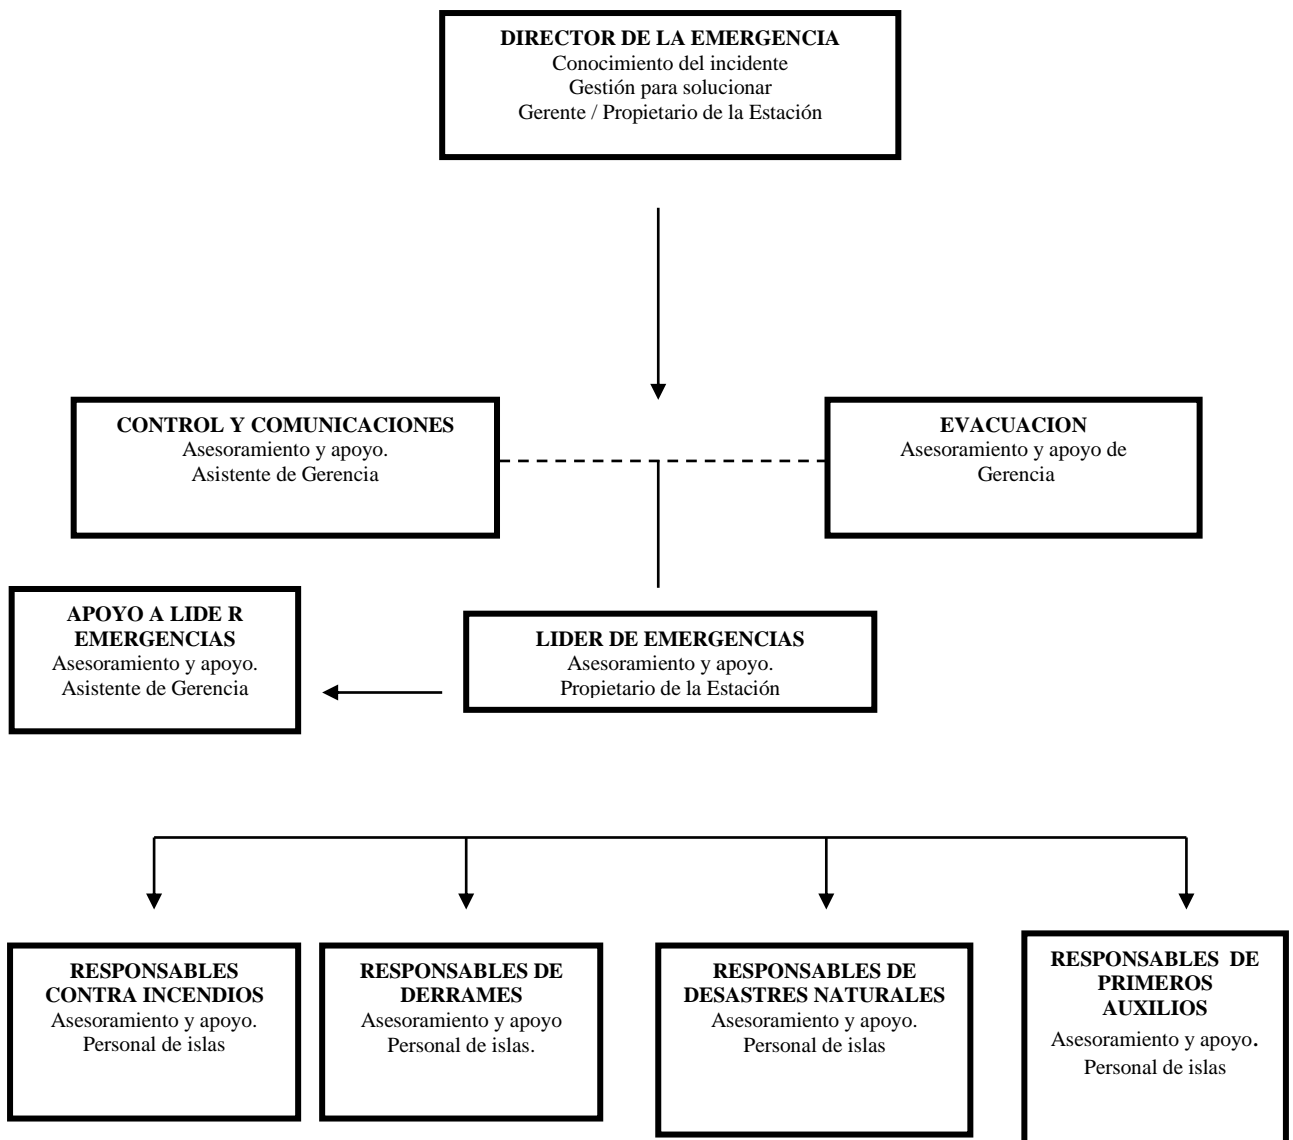 DIRECTOR DE LA EMERGENCIA
Conocimiento del incidente
Gestión para solucionar
Gerente / Propietario de la Estación
CONTROL Y COMUNICACIONES
Asesoramiento y apoyo.
Asistente de Gerencia
EVACUACION
Asesoramiento y apoyo de
Gerencia
APOYO A LIDE R
EMERGENCIAS
Asesoramiento y apoyo.
Asistente de Gerencia
LIDER DE EMERGENCIAS
Asesoramiento y apoyo.
Propietario de la Estación
RESPONSABLES
CONTRA INCENDIOS
Asesoramiento y apoyo.
Personal de islas
RESPONSABLES DE
DERRAMES
Asesoramiento y apoyo
Personal de islas.
RESPONSABLES DE
DESASTRES NATURALES
Asesoramiento y apoyo.
Personal de islas
RESPONSABLES DE
PRIMEROS
AUXILIOS
Asesoramiento y apoyo.
Personal de islas